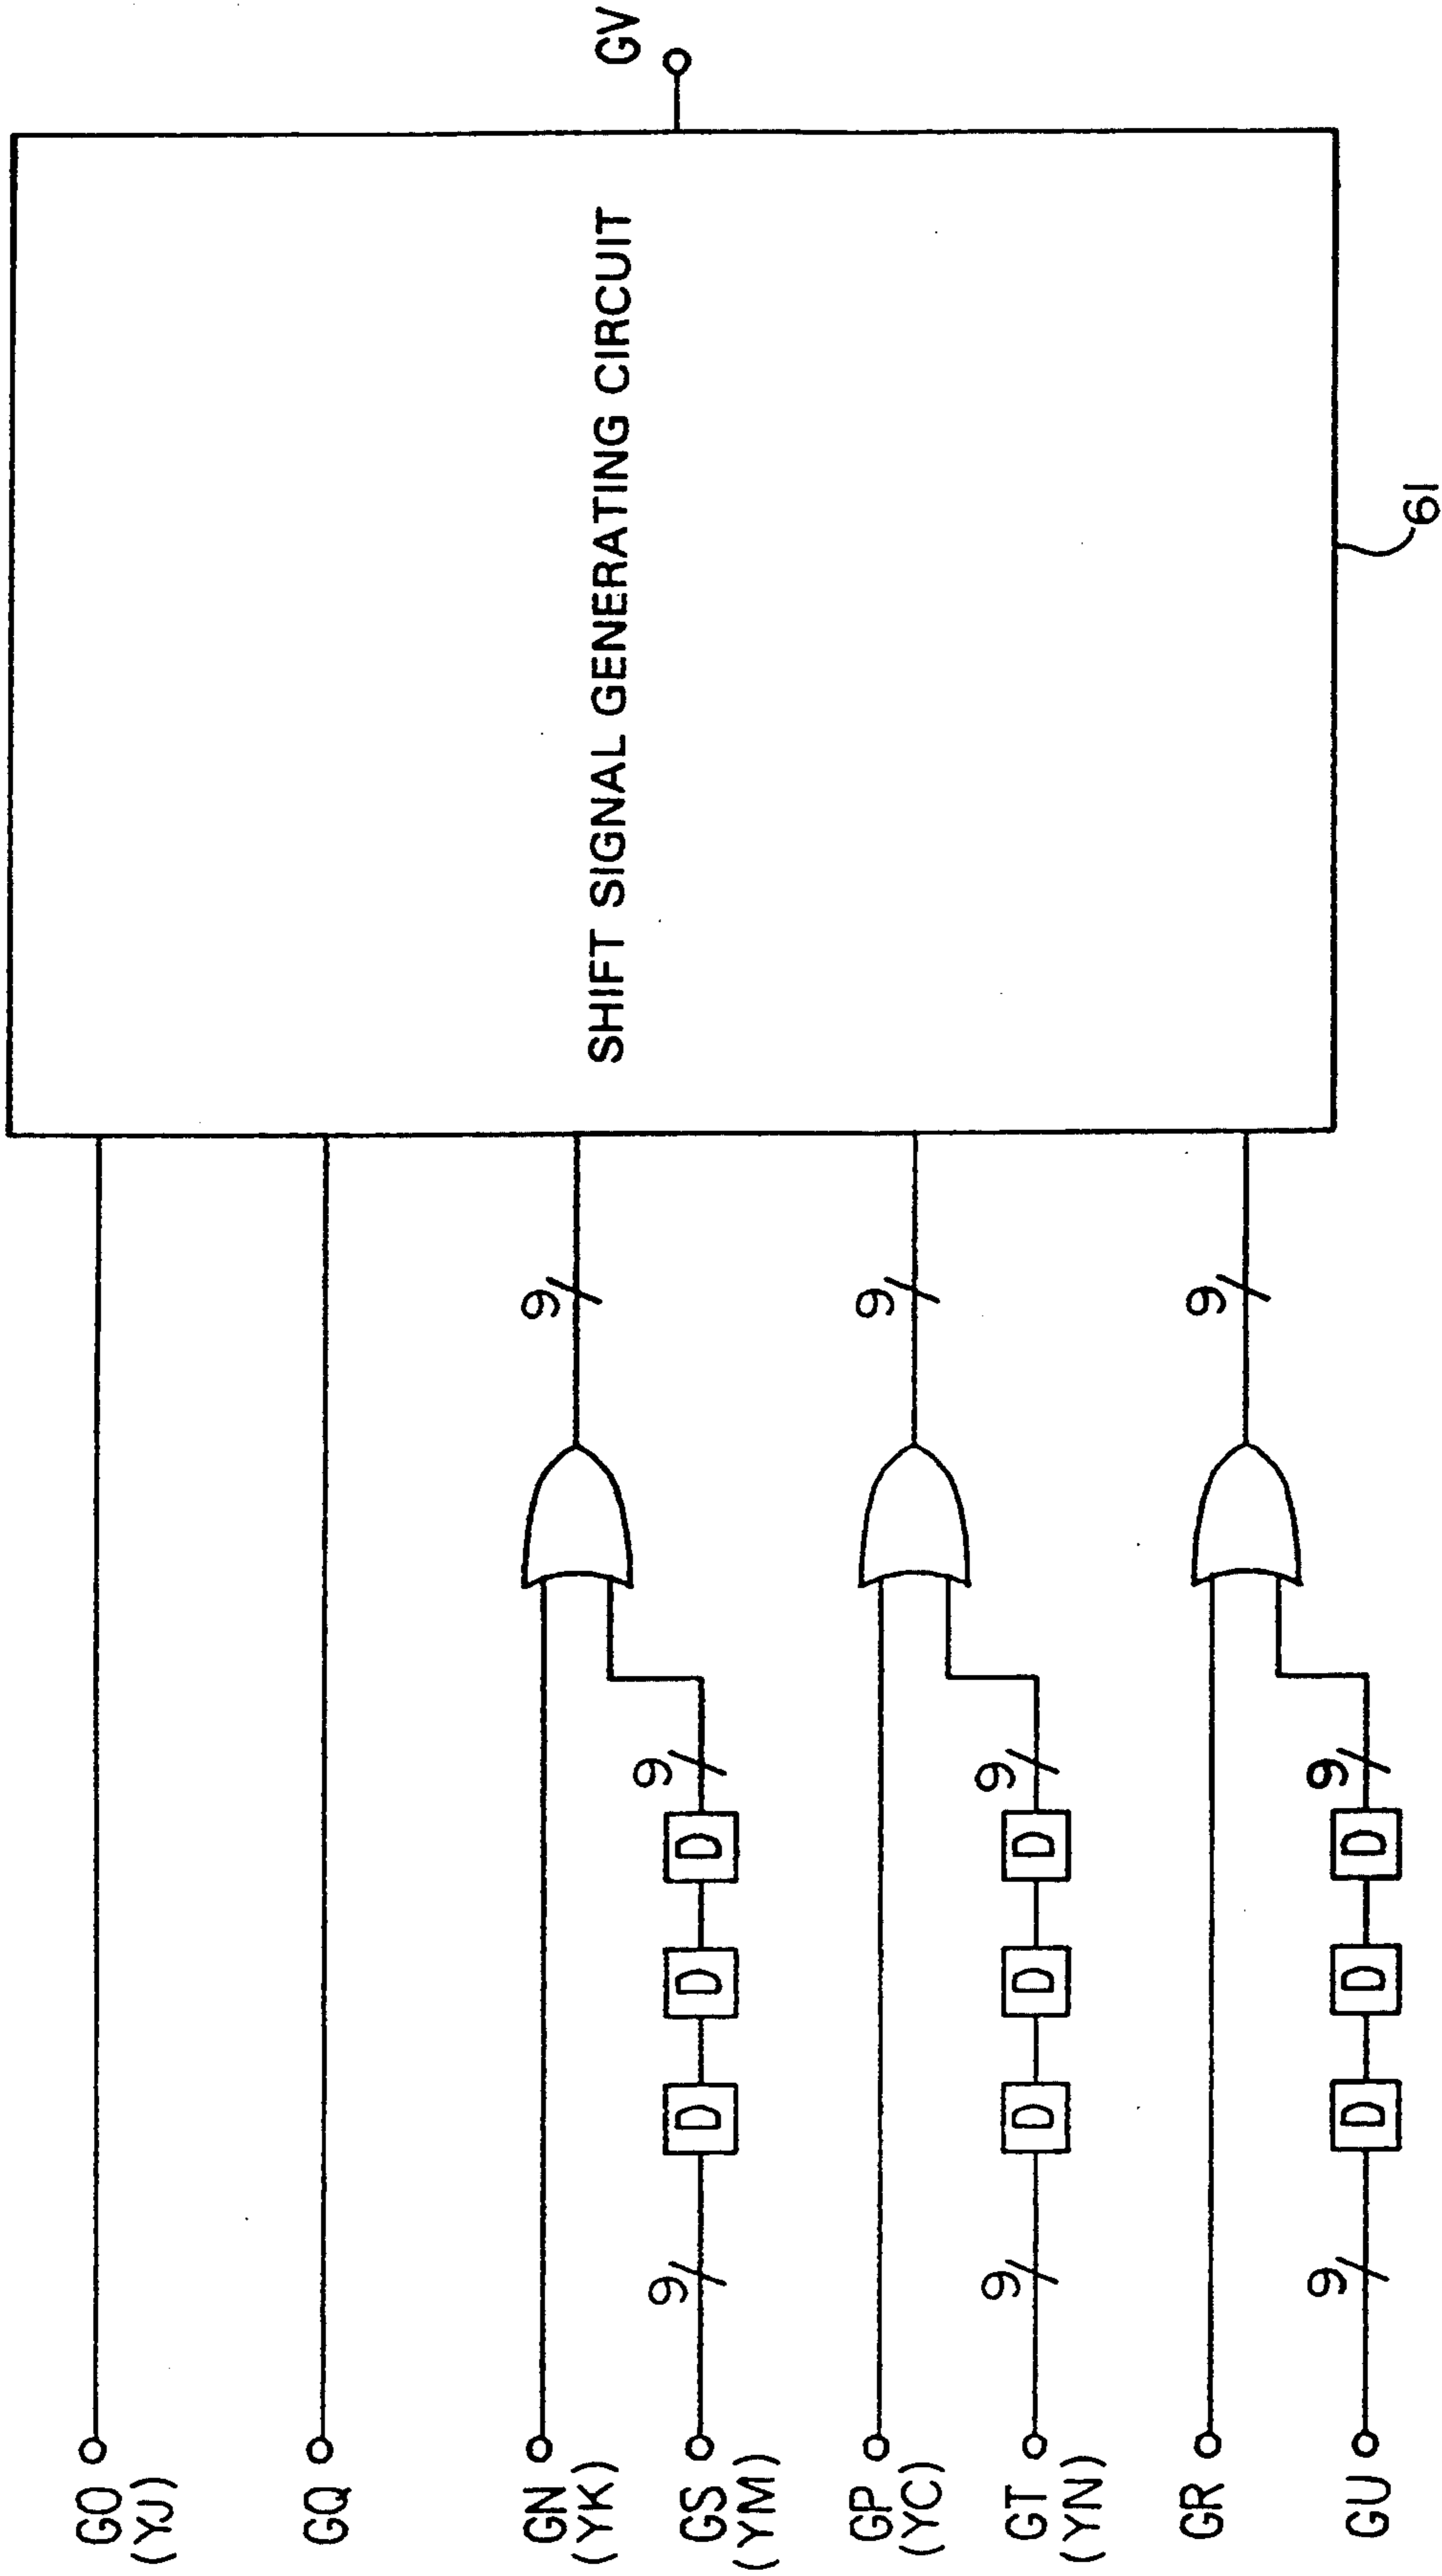 GO
(YJ)
GQ
SHIFT SIGNAL GENERATING CIRCUIT
GV
GN
(YK)
9
GS
(YM)
9
D
D
D
9
GP
(YC)
9
GT
(YN)
9
D
D
D
9
GR
9
GU
9
D
D
D
9
61